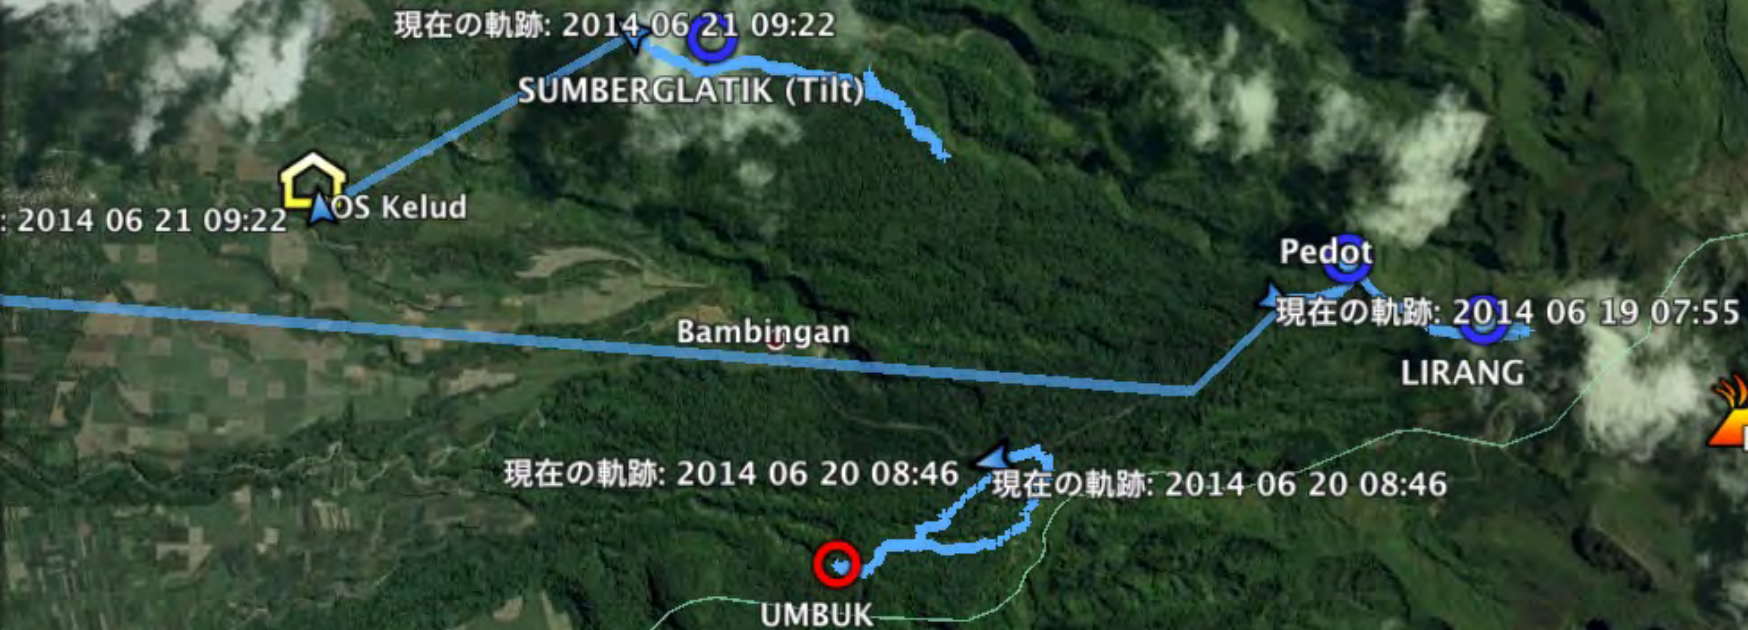 現在の軌跡: 2014 06 21 09:22
SUMBERGLATIK (Tilt)
OS Kelud
: 2014 06 21 09:22
Pedot
現在の軌跡: 2014 06 19 07:55
Bambingan
LIRANG
現在の軌跡: 2014 06 20 08:46
現在の軌跡: 2014 06 20 08:46
UMBUK